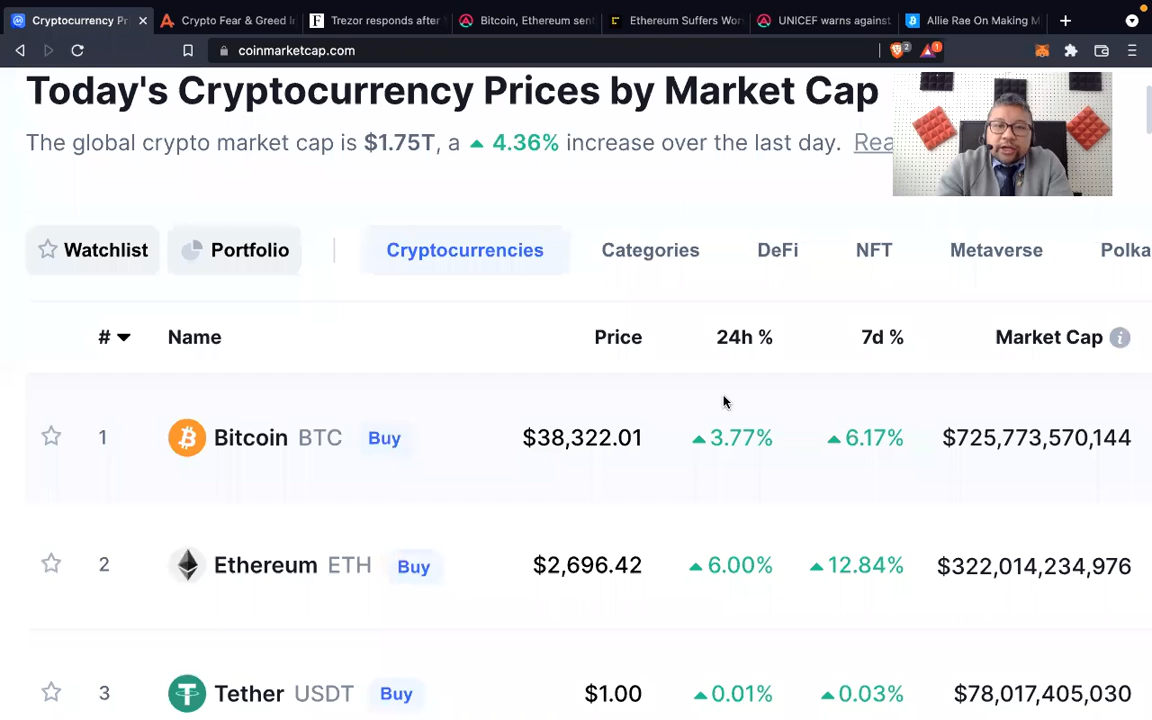 Cryptocurrency Pr
Crypto Fear & Greed In
Trezor responds after
Bitcoin, Ethereum sent
Ethereum Suffers Wor
UNICEF warns against
Allie Rae On Making M
coinmarketcap.com
2
1
Today's Cryptocurrency Prices by Market Cap
The global crypto market cap is $1.75T, a 4.36% increase over the last day. Rea
Watchlist Portfolio Cryptocurrencies Categories DeFi NFT Metaverse Polka
# Name Price 24h % 7d % Market Cap
1 Bitcoin BTC Buy $38,322.01 3.77% 6.17% $725,773,570,144
2 Ethereum ETH Buy $2,696.42 6.00% 12.84% $322,014,234,976
3 Tether USDT Buy $1.00 0.01% 0.03% $78,017,405,030